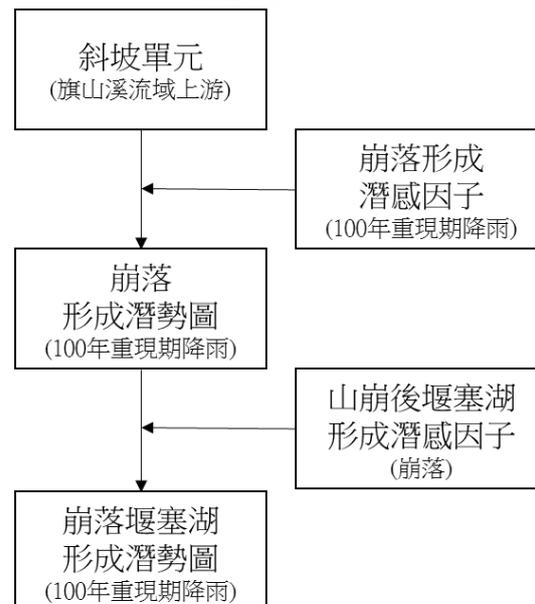 斜坡單元
(旗山溪流域上游)
崩落形成
潛感因子
(100年重現期降雨)
崩落
形成潛勢圖
(100年重現期降雨)
山崩後堰塞湖
形成潛感因子
(崩落)
崩落堰塞湖
形成潛勢圖
(100年重現期降雨)